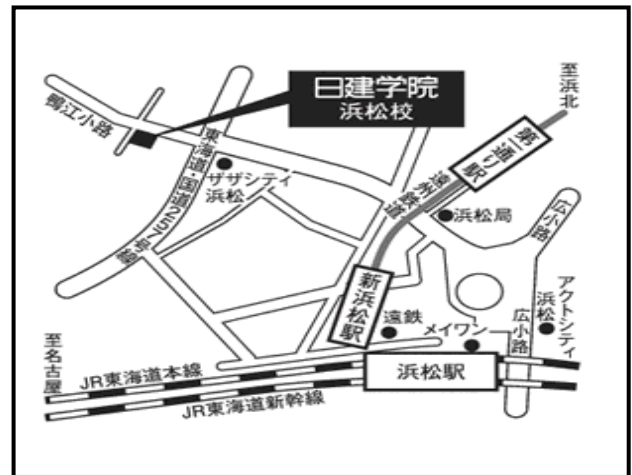 日建学院
浜松校
至浜北
鴨江小路
東海道・国道257号線
ザザシティ
浜松
第一通り駅
遠州鉄道
浜松局
広小路
新浜松駅
遠鉄
メイワン
広小路
アクトシティ
浜松
至名古屋
JR東海道本線
浜松駅
JR東海道新幹線